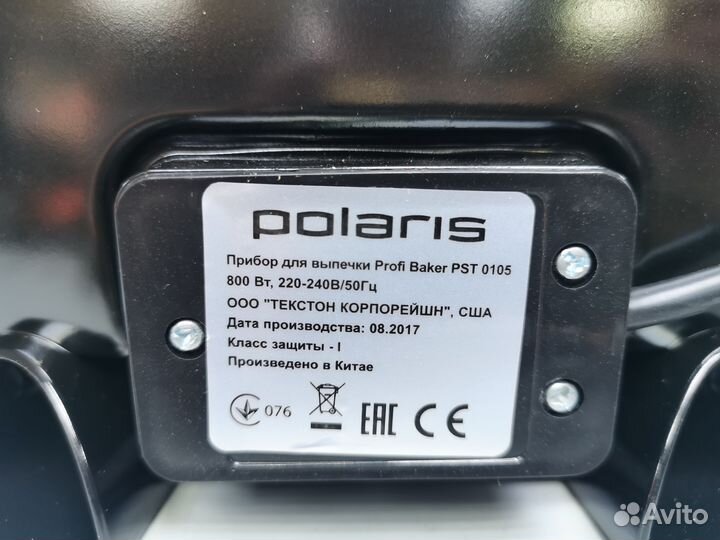 polaris
Прибор для выпечки Profi Baker PST 0105
800 Вт, 220-240В/50Гц
ООО "ТЕКСТОН КОРПОРЕЙШН", США
Дата производства: 08.2017
Класс защиты - I
Произведено в Китае
076
EAC CE
Avito